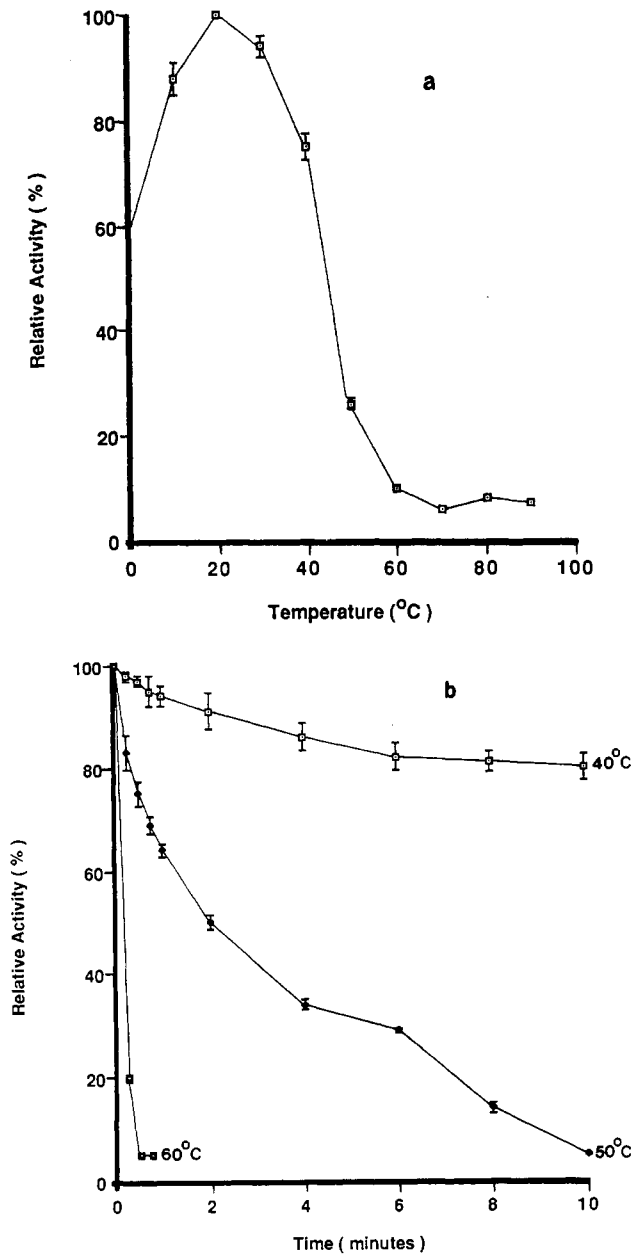 a
Relative Activity ( % )
100
80
60
40
20
0
0 20 40 60 80 100
Temperature (°C )
b
Relative Activity ( % )
100
80
60
40
20
0
40°C
60°C
50°C
0 2 4 6 8 10
Time ( minutes )